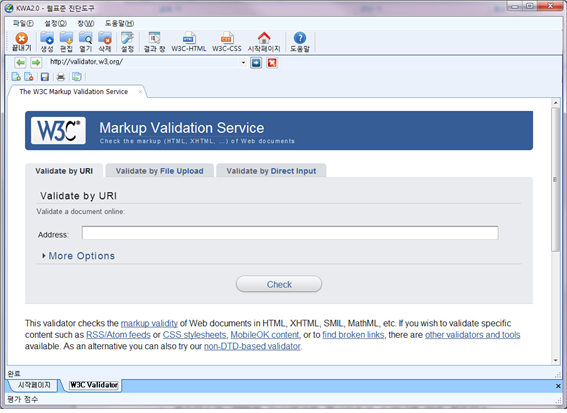 KWA2.0 - 웹표준 진단도구
파일(F) 설정(O) 창(W) 도움말(H)
끝내기 생성 편집 열기 삭제 설정 결과 창 W3C-HTML W3C-CSS 시작페이지 도움말
http://validator.w3.org/
The W3C Markup Validation Service
W3C® Markup Validation Service
Check the markup (HTML, XHTML, …) of Web documents
Validate by URI Validate by File Upload Validate by Direct Input
Validate by URI
Validate a document online:
Address:
More Options
Check
This validator checks the markup validity of Web documents in HTML, XHTML, SMIL, MathML, etc. If you wish to validate specific
content such as RSS/Atom feeds or CSS stylesheets, MobileOK content, or to find broken links, there are other validators and tools
available. As an alternative you can also try our non-DTD-based validator.
완료
시작페이지 W3C Validator
평가 점수